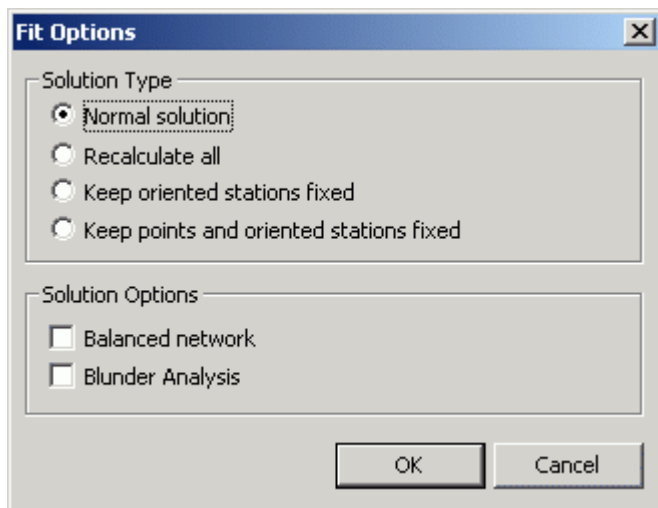 Fit Options
Solution Type
Normal solution
Recalculate all
Keep oriented stations fixed
Keep points and oriented stations fixed
Solution Options
Balanced network
Blunder Analysis
OK Cancel